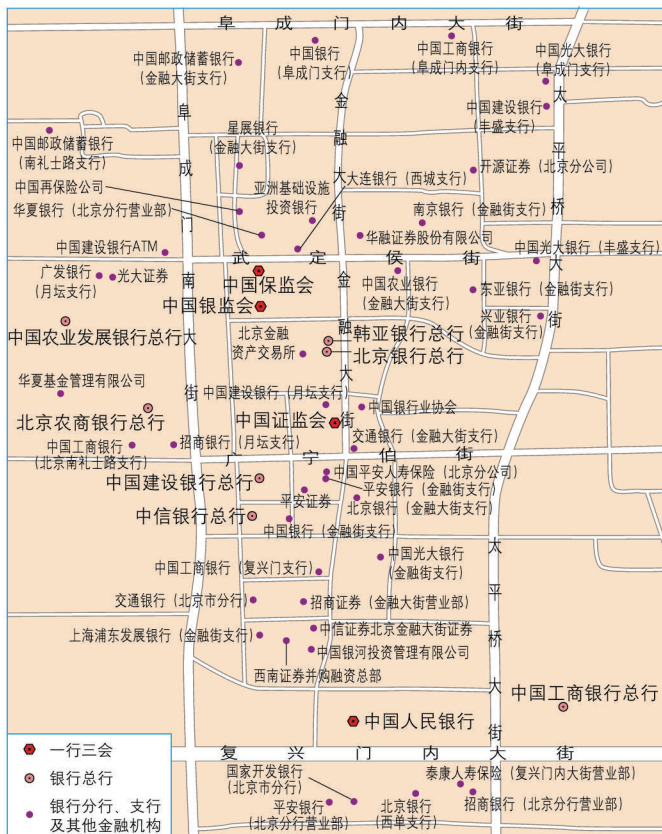 阜成门内大街
中国邮政储蓄银行
(金融大街支行)
中国银行
(阜成门支行)
中国工商银行
(阜成门内支行)
中国光大银行
(阜成门支行)
中国建设银行
(丰盛支行)
阜成门南大街
金融大街
太平桥大街
中国邮政储蓄银行
(南礼士路支行)
星展银行
(金融大街支行)
开源证券(北京分公司)
大连银行(西城支行)
中国再保险公司
亚洲基础设施
投资银行
华夏银行(北京分行营业部)
南京银行(金融街支行)
华融证券股份有限公司
中国建设银行ATM
武定侯街
中国光大银行(丰盛支行)
广发银行
(月坛支行)
光大证券
中国保监会
中国农业银行
(金融大街支行)
东亚银行(金融街支行)
中国银监会
金融大街
兴业银行
(金融街支行)
中国农业发展银行总行
北京金融
资产交易所
韩亚银行总行
北京银行总行
华夏基金管理有限公司
中国建设银行(月坛支行)
中国银行业协会
北京农商银行总行
中国证监会
中国工商银行
(北京南礼士路支行)
招商银行(月坛支行)
交通银行(金融大街支行)
广宁伯街
中国建设银行总行
中国平安人寿保险(北京分公司)
平安银行(金融街支行)
平安证券
北京银行(金融大街支行)
中信银行总行
中国银行(金融街支行)
太平桥大街
中国工商银行(复兴门支行)
中国光大银行
(金融街支行)
交通银行(北京市分行)
招商证券(金融大街营业部)
上海浦东发展银行(金融街支行)
中信证券北京金融大街证券
中国银河投资管理有限公司
西南证券并购融资总部
中国工商银行总行
中国人民银行
复兴门内大街
一行三会
银行总行
银行分行、支行
及其他金融机构
国家开发银行
(北京市分行)
泰康人寿保险(复兴门内大街营业部)
平安银行
(北京分行营业部)
北京银行
(西单支行)
招商银行(北京分行营业部)